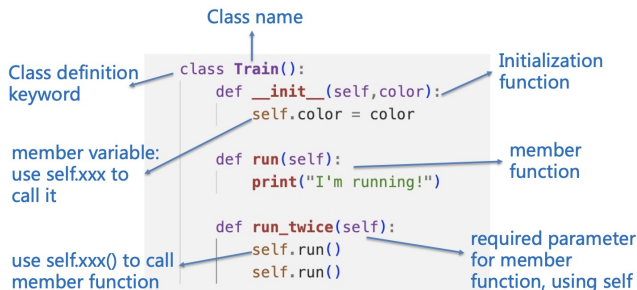 Class name
Class definition
keyword
class Train():
def __init__(self,color):
self.color = color
Initialization
function
member variable:
use self.xxx to
call it
def run(self):
print("I'm running!")
member
function
def run_twice(self):
self.run()
self.run()
use self.xxx() to call
member function
required parameter
for member
function, using self